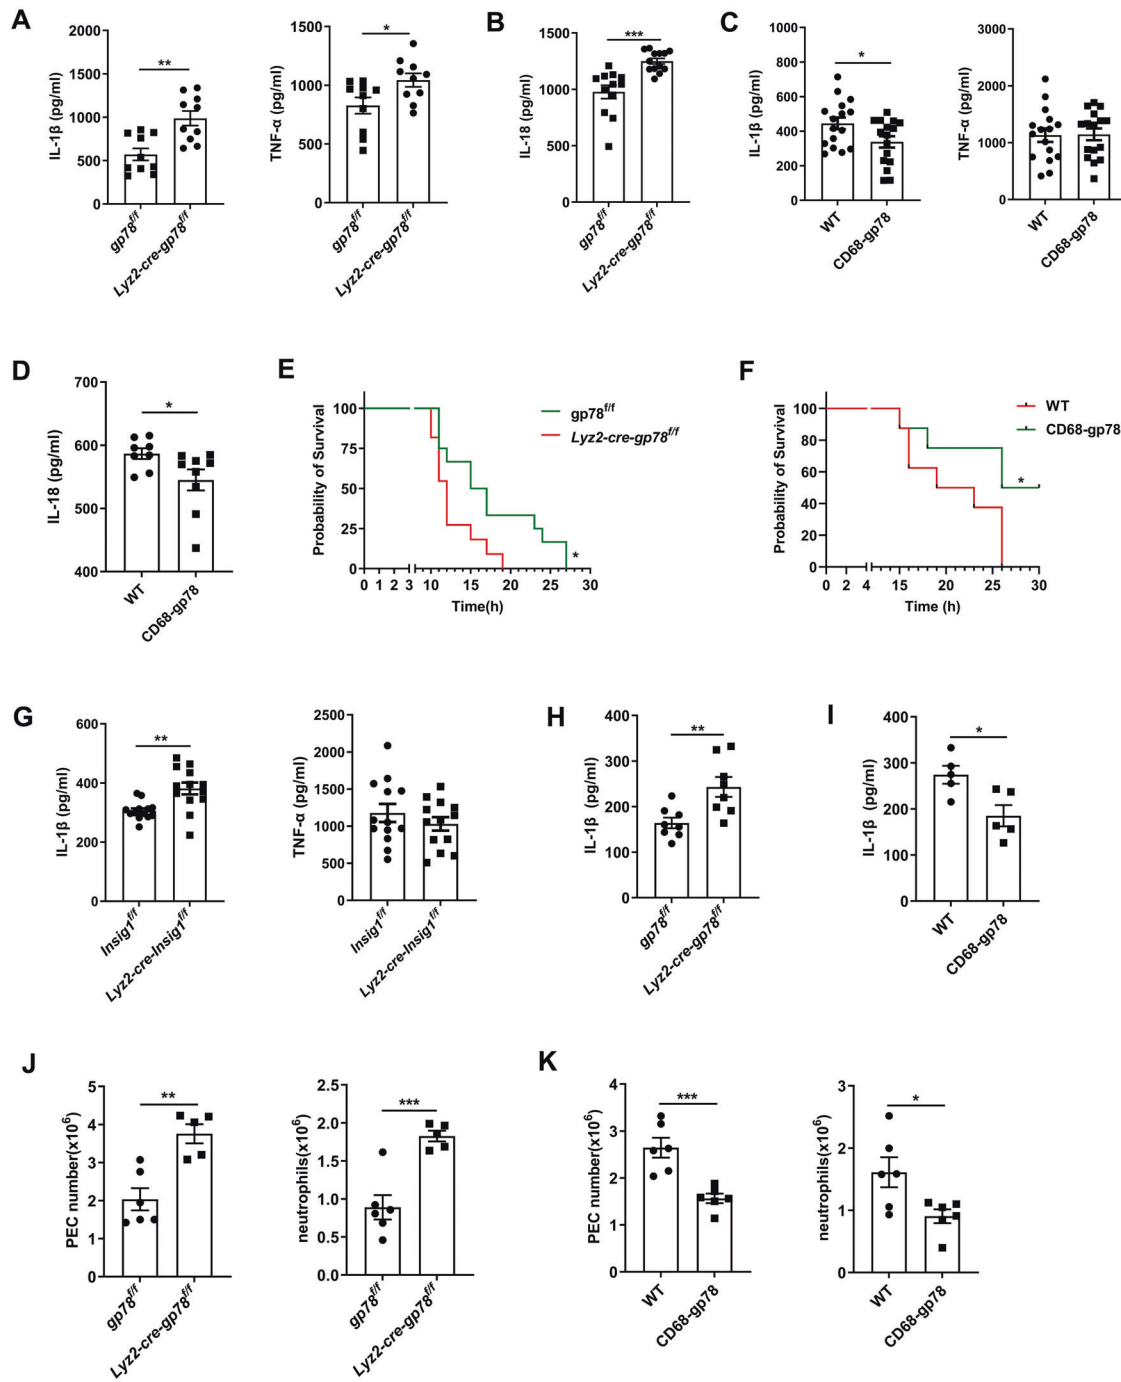 A
IL-1β (pg/ml)
2000
1500
1000
500
0
**
gp78f/f
Lyz2-cre-gp78f/f
TNF-α (pg/ml)
1500
1000
500
0
*
gp78f/f
Lyz2-cre-gp78f/f
B
IL-18 (pg/ml)
1500
1000
500
0
***
gp78f/f
Lyz2-cre-gp78f/f
C
IL-1β (pg/ml)
1000
800
600
400
200
0
*
WT
CD68-gp78
TNF-α (pg/ml)
3000
2000
1000
0
WT
CD68-gp78
D
IL-18 (pg/ml)
700
600
500
400
*
WT
CD68-gp78
E
Probability of Survival
100
75
50
25
0
0 1 2 3 10 20 30
Time(h)
gp78f/f
Lyz2-cre-gp78f/f
*
F
Probability of Survival
100
80
60
40
20
0
0 2 4 15 20 25 30
Time (h)
WT
CD68-gp78
*
G
IL-1β (pg/ml)
600
400
200
0
**
Insig1f/f
Lyz2-cre-Insig1f/f
TNF-α (pg/ml)
2500
2000
1500
1000
500
0
Insig1f/f
Lyz2-cre-Insig1f/f
H
IL-1β (pg/ml)
400
300
200
100
0
**
gp78f/f
Lyz2-cre-gp78f/f
I
IL-1β (pg/ml)
400
300
200
100
0
*
WT
CD68-gp78
J
PEC number(x10⁶)
5
4
3
2
1
0
**
gp78f/f
Lyz2-cre-gp78f/f
neutrophils(x10⁶)
2.5
2.0
1.5
1.0
0.5
0.0
***
gp78f/f
Lyz2-cre-gp78f/f
K
PEC number(x10⁶)
4
3
2
1
0
***
WT
CD68-gp78
neutrophils(x10⁶)
3
2
1
0
*
WT
CD68-gp78